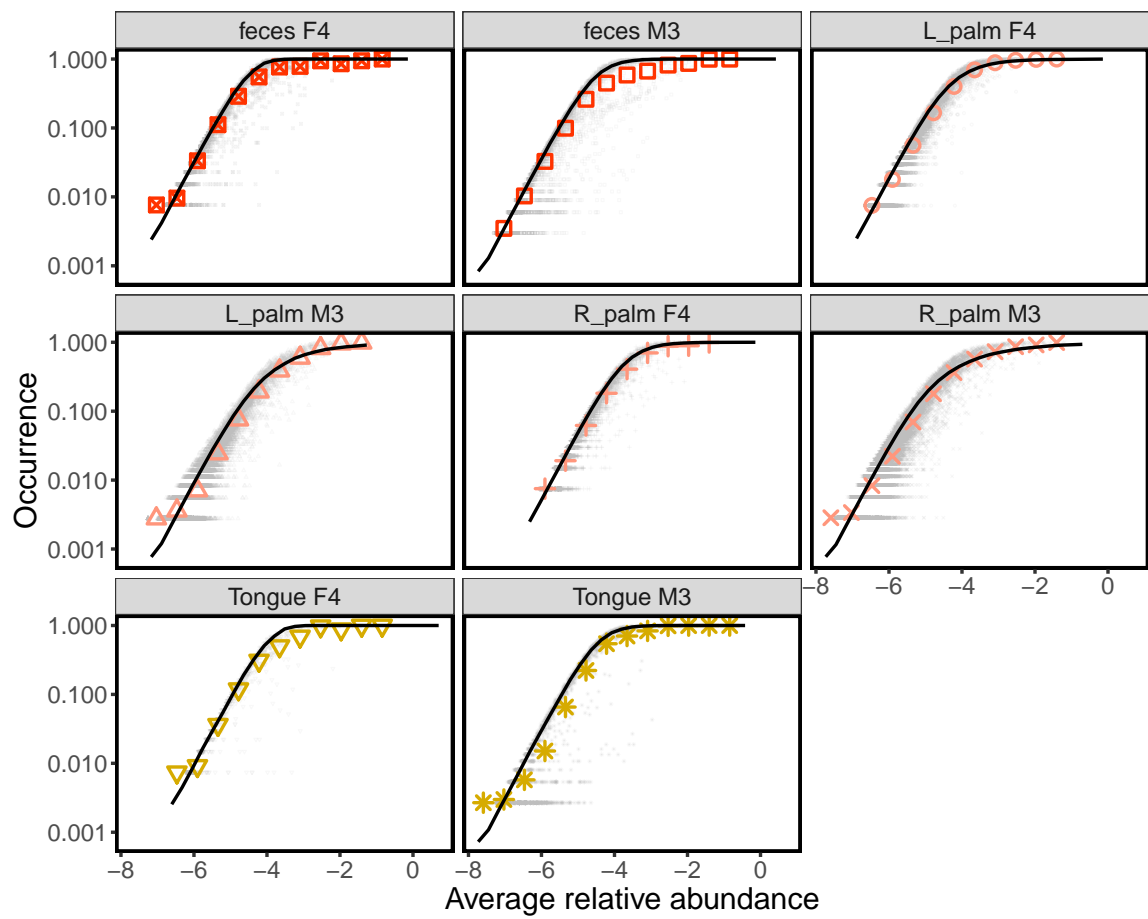 feces F4 feces M3 L_palm F4
1.000
0.100
0.010
0.001
L_palm M3 R_palm F4 R_palm M3
1.000
0.100
0.010
0.001
−8 −6 −4 −2 0
Tongue F4 Tongue M3
1.000
0.100
0.010
0.001
−8 −6 −4 −2 0 −8 −6 −4 −2 0
Occurrence
Average relative abundance